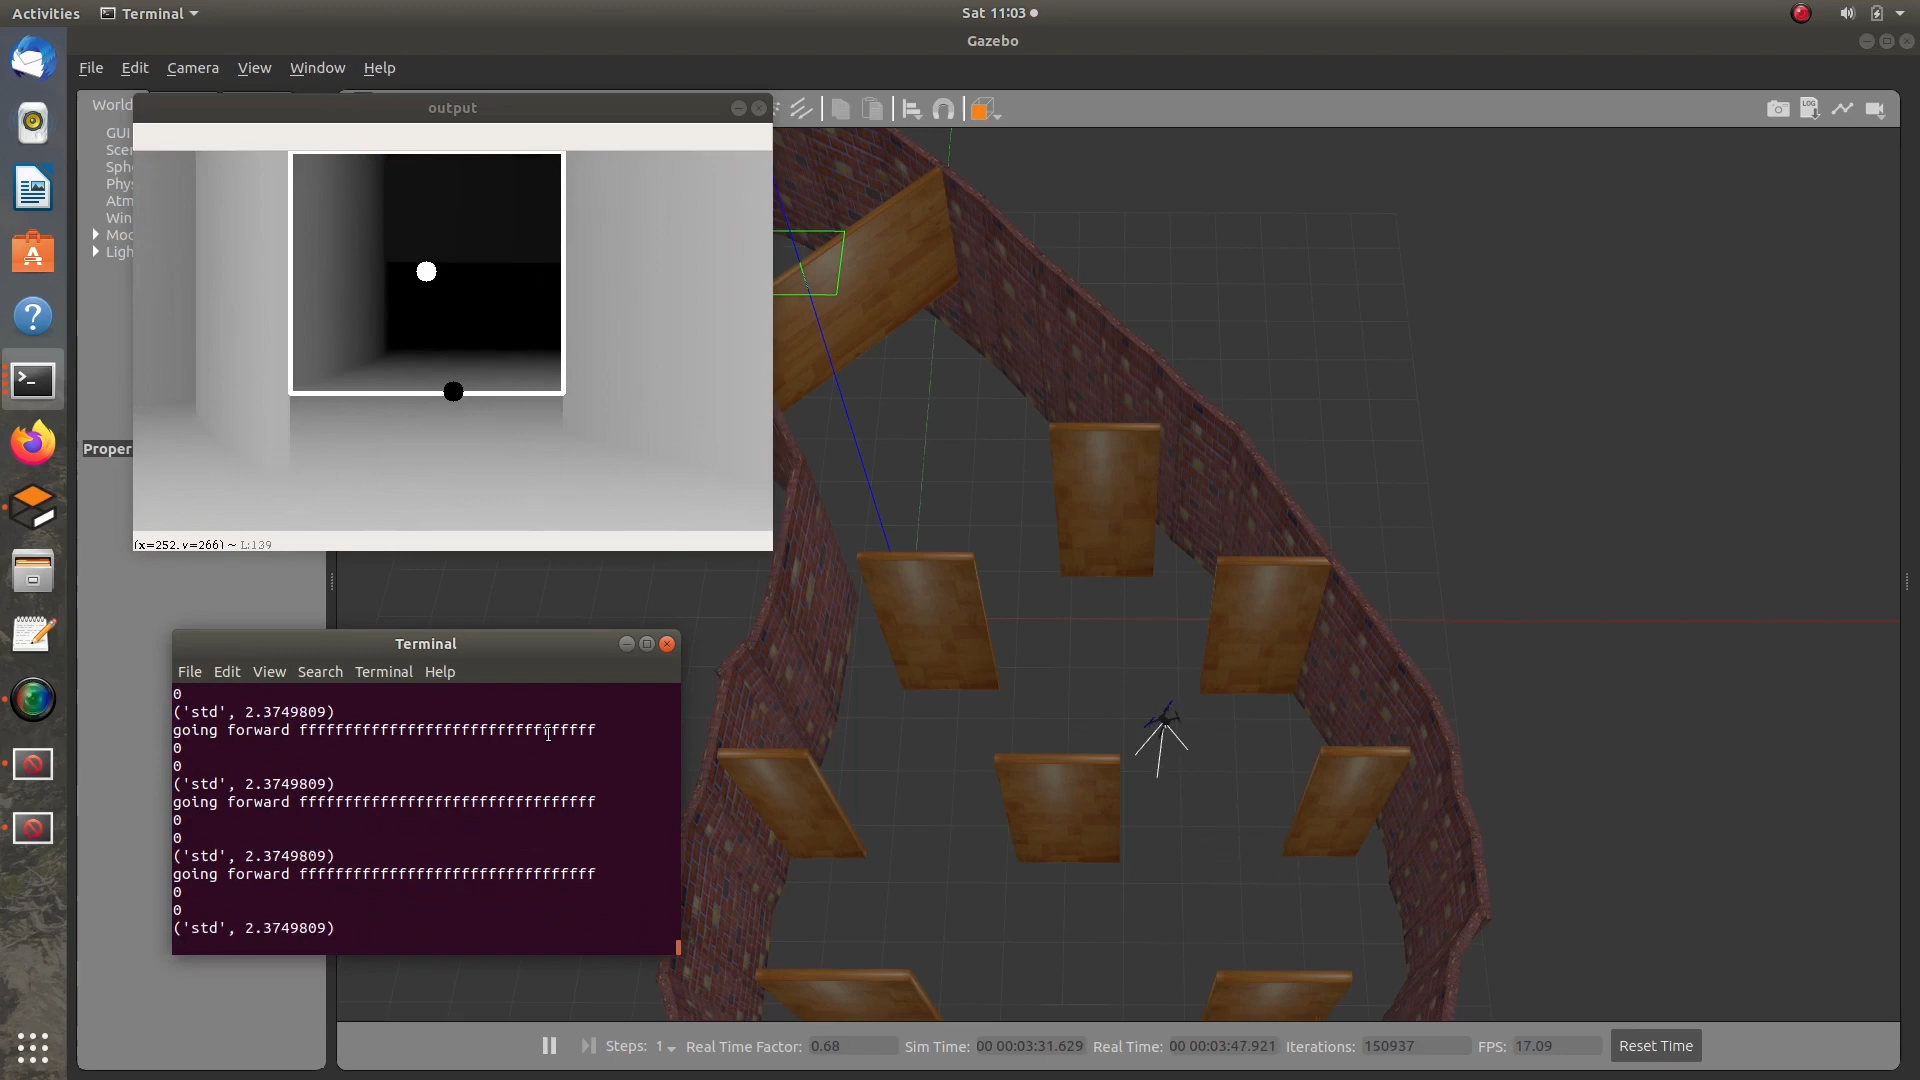 Activities Terminal Sat 11:03
Gazebo
File Edit Camera View Window Help
World
output
GUI
Scen
Sphe
Phys
Atm
Win
Mod
Ligh
Proper
(x=252, y=266) ~ L:139
Terminal
File Edit View Search Terminal Help
0
('std', 2.3749809)
going forward fffffffffffffffffffffffffffffffff
0
0
('std', 2.3749809)
going forward fffffffffffffffffffffffffffffffff
0
0
('std', 2.3749809)
going forward fffffffffffffffffffffffffffffffff
0
0
('std', 2.3749809)
LOG
Steps: 1 Real Time Factor: 0.68 Sim Time: 00 00:03:31.629 Real Time: 00 00:03:47.921 Iterations: 150937 FPS: 17.09 Reset Time